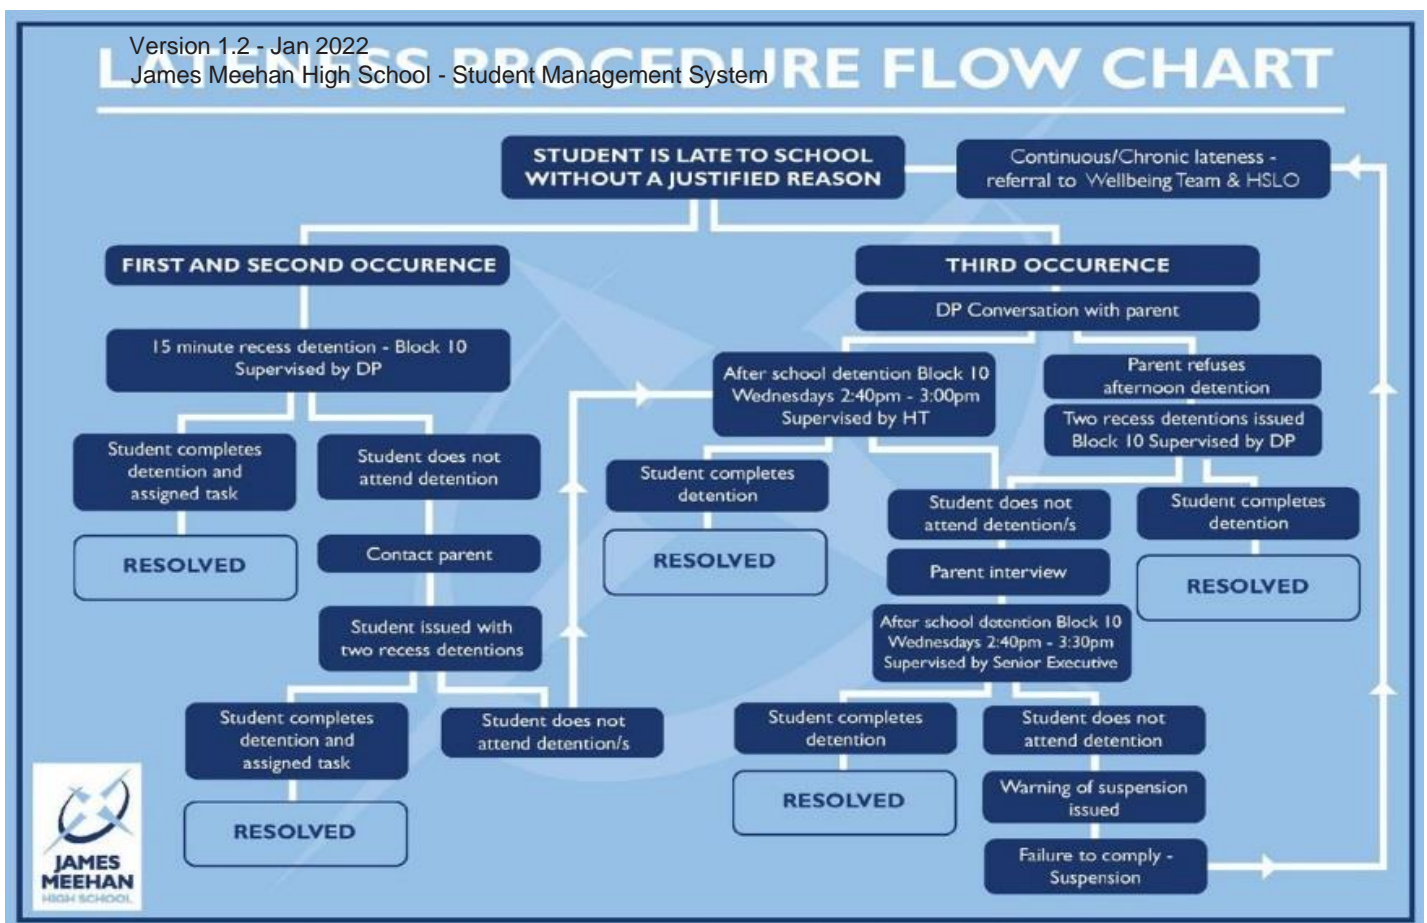 Version 1.2 - Jan 2022
James Meehan High School - Student Management System
LATENESS PROCEDURE FLOW CHART
STUDENT IS LATE TO SCHOOL
WITHOUT A JUSTIFIED REASON
Continuous/Chronic lateness -
referral to Wellbeing Team & HSLO
FIRST AND SECOND OCCURENCE
15 minute recess detention - Block 10
Supervised by DP
Student completes
detention and
assigned task
RESOLVED
Student does not
attend detention
Contact parent
Student issued with
two recess detentions
Student completes
detention and
assigned task
RESOLVED
Student does not
attend detention/s
THIRD OCCURENCE
DP Conversation with parent
After school detention Block 10
Wednesdays 2:40pm - 3:00pm
Supervised by HT
Parent refuses
afternoon detention
Two recess detentions issued
Block 10 Supervised by DP
Student completes
detention
RESOLVED
Student does not
attend detention/s
Student completes
detention
RESOLVED
Parent interview
After school detention Block 10
Wednesdays 2:40pm - 3:30pm
Supervised by Senior Executive
Student completes
detention
RESOLVED
Student does not
attend detention
Warning of suspension
issued
Failure to comply -
Suspension
JAMES
MEEHAN
HIGH SCHOOL